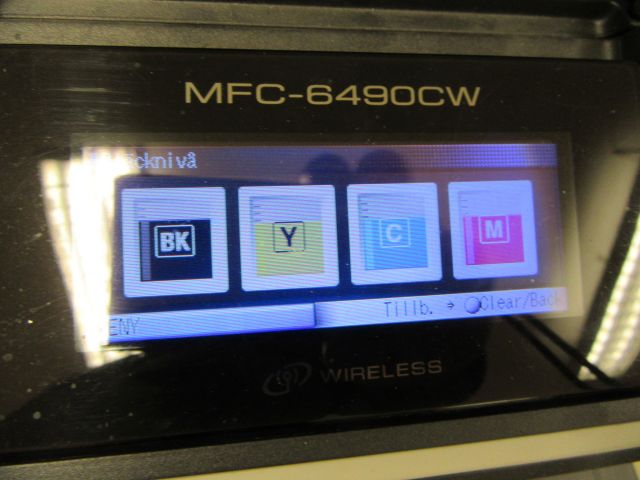 MFC-6490CW
BK
Y
C
M
Tillb. → Clear/Back
WIRELESS